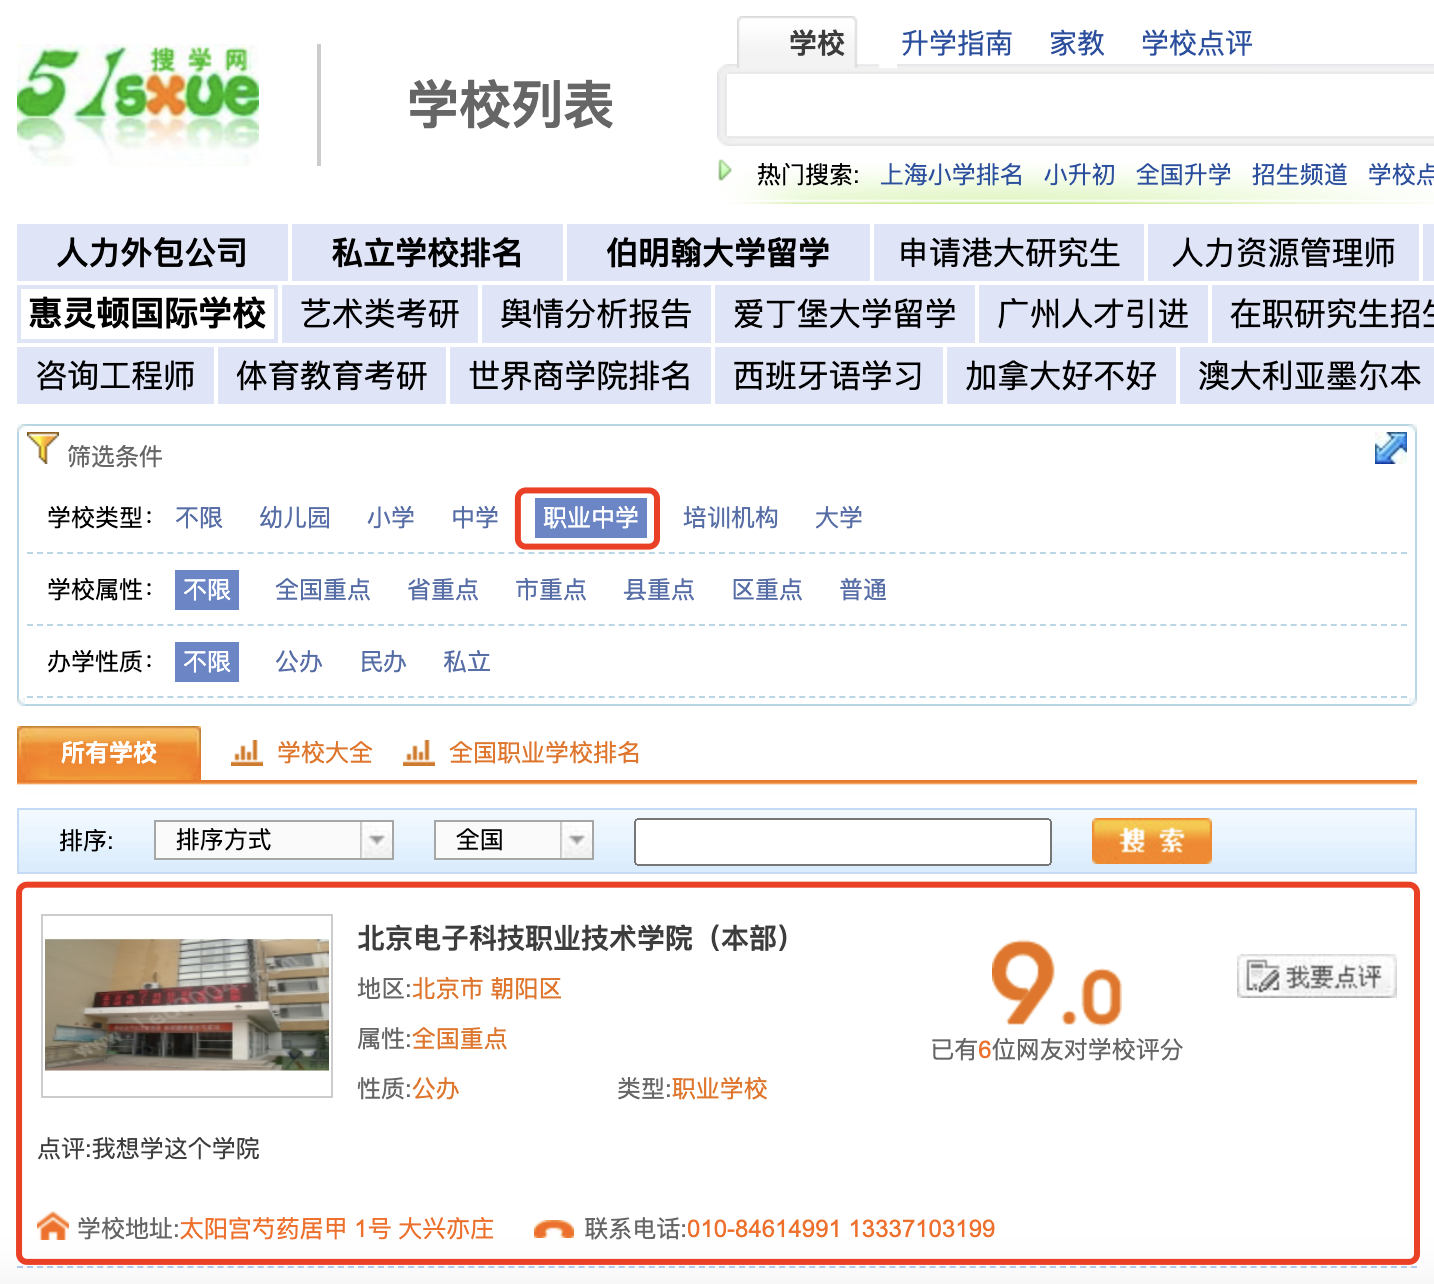 学校 升学指南 家教 学校点评
51sxue 搜学网
学校列表
热门搜索: 上海小学排名 小升初 全国升学 招生频道 学校点
人力外包公司 私立学校排名 伯明翰大学留学 申请港大研究生 人力资源管理师
惠灵顿国际学校 艺术类考研 舆情分析报告 爱丁堡大学留学 广州人才引进 在职研究生招生
咨询工程师 体育教育考研 世界商学院排名 西班牙语学习 加拿大好不好 澳大利亚墨尔本
筛选条件
学校类型： 不限 幼儿园 小学 中学 职业中学 培训机构 大学
学校属性： 不限 全国重点 省重点 市重点 县重点 区重点 普通
办学性质： 不限 公办 民办 私立
所有学校 学校大全 全国职业学校排名
排序: 排序方式 全国 搜 索
北京电子科技职业技术学院（本部）
地区:北京市 朝阳区
属性:全国重点
性质:公办 类型:职业学校
9.0
已有6位网友对学校评分
我要点评
点评:我想学这个学院
学校地址:太阳宫芍药居甲 1号 大兴亦庄 联系电话:010-84614991 13337103199